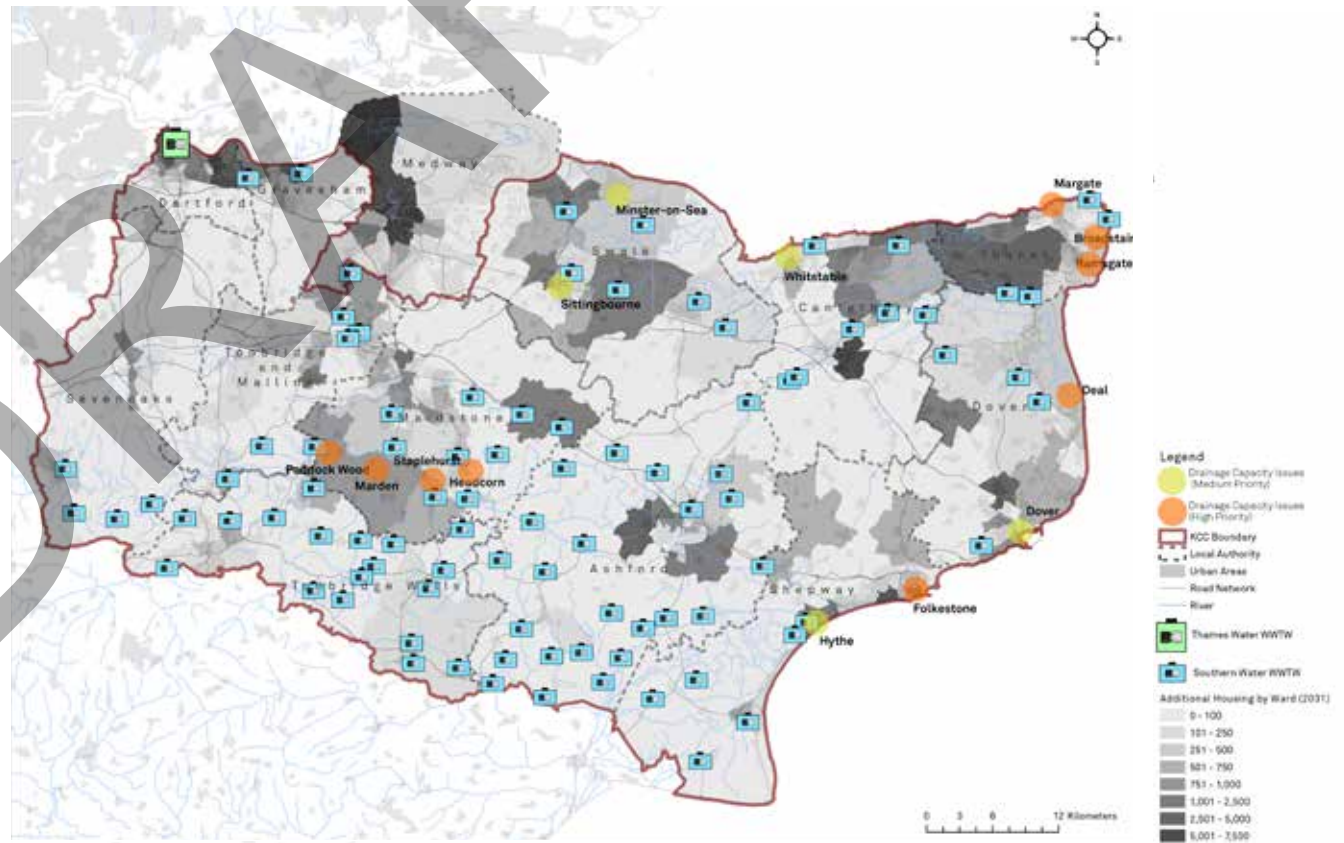 DRAFT
N
W
E
S
Medway
Gravesham
Dartford
Margate
Minster-on-Sea
Broadstair
Swale
Thanet
Ramsgate
Whitstable
Sittingbourne
Canterbury
Tonbridge
and
Malling
Sevenoaks
Deal
Maidstone
Dover
Staplehurst
Paddock Wood
Headcorn
Marden
Dover
Ashford
Shepway
Tunbridge Wells
Folkestone
Hythe
0 3 6 12 Kilometers
Legend
Drainage Capacity Issues
(Medium Priority)
Drainage Capacity Issues
(High Priority)
KCC Boundary
Local Authority
Urban Areas
Road Network
River
Thames Water WWTW
Southern Water WWTW
Additional Housing by Ward (2031)
0 - 100
101 - 250
251 - 500
501 - 750
751 - 1,000
1,001 - 2,500
2,501 - 5,000
5,001 - 7,500